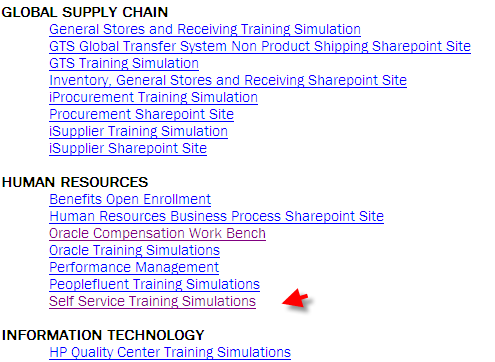 GLOBAL SUPPLY CHAIN
General Stores and Receiving Training Simulation
GTS Global Transfer System Non Product Shipping Sharepoint Site
GTS Training Simulation
Inventory, General Stores and Receiving Sharepoint Site
iProcurement Training Simulation
Procurement Sharepoint Site
iSupplier Training Simulation
iSupplier Sharepoint Site
HUMAN RESOURCES
Benefits Open Enrollment
Human Resources Business Process Sharepoint Site
Oracle Compensation Work Bench
Oracle Training Simulations
Performance Management
Peoplefluent Training Simulations
Self Service Training Simulations
INFORMATION TECHNOLOGY
HP Quality Center Training Simulations